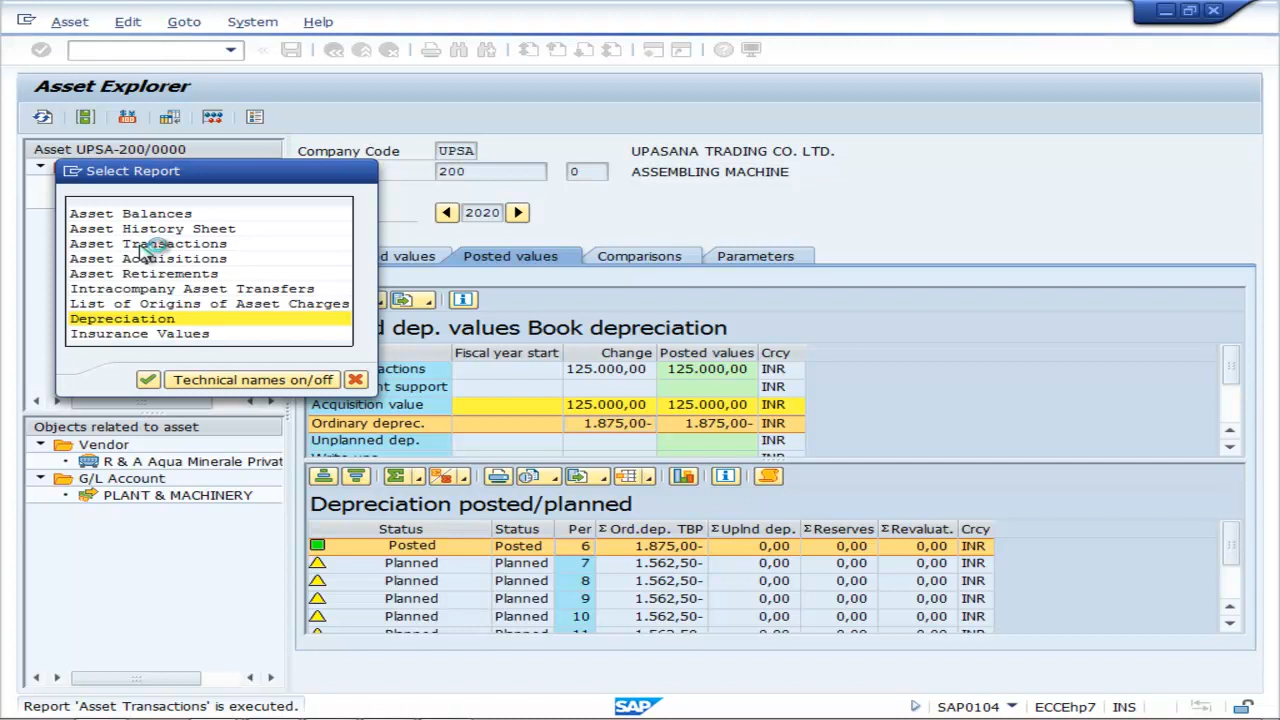 Asset Edit Goto System Help
Asset Explorer
Asset UPSA-200/0000
Company Code UPSA UPASANA TRADING CO. LTD.
200 0 ASSEMBLING MACHINE
2020
Select Report
Asset Balances
Asset History Sheet
Asset Transactions
Asset Acquisitions
Asset Retirements
Intracompany Asset Transfers
List of Origins of Asset Charges
Depreciation
Insurance Values
Technical names on/off
d values Posted values Comparisons Parameters
d dep. values Book depreciation
Fiscal year start Change Posted values Crcy
actions 125.000,00 125.000,00 INR
nt support INR
Acquisition value 125.000,00 125.000,00 INR
Ordinary deprec. 1.875,00- 1.875,00- INR
Unplanned dep. INR
Objects related to asset
Vendor
R & A Aqua Minerale Privat
G/L Account
PLANT & MACHINERY
Depreciation posted/planned
Status Status Per Σ Ord.dep. TBP Σ Uplnd dep. Σ Reserves Σ Revaluat. Crcy
Posted Posted 6 1.875,00- 0,00 0,00 0,00 INR
Planned Planned 7 1.562,50- 0,00 0,00 0,00 INR
Planned Planned 8 1.562,50- 0,00 0,00 0,00 INR
Planned Planned 9 1.562,50- 0,00 0,00 0,00 INR
Planned Planned 10 1.562,50- 0,00 0,00 0,00 INR
Report 'Asset Transactions' is executed.
SAP
SAP0104 ECCEhp7 INS